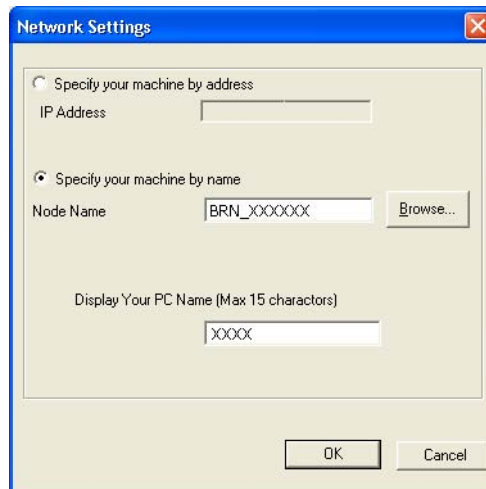 Network Settings
Specify your machine by address
IP Address
Specify your machine by name
Node Name BRN_XXXXXX Browse...
Display Your PC Name (Max 15 charactors)
XXXX
OK Cancel